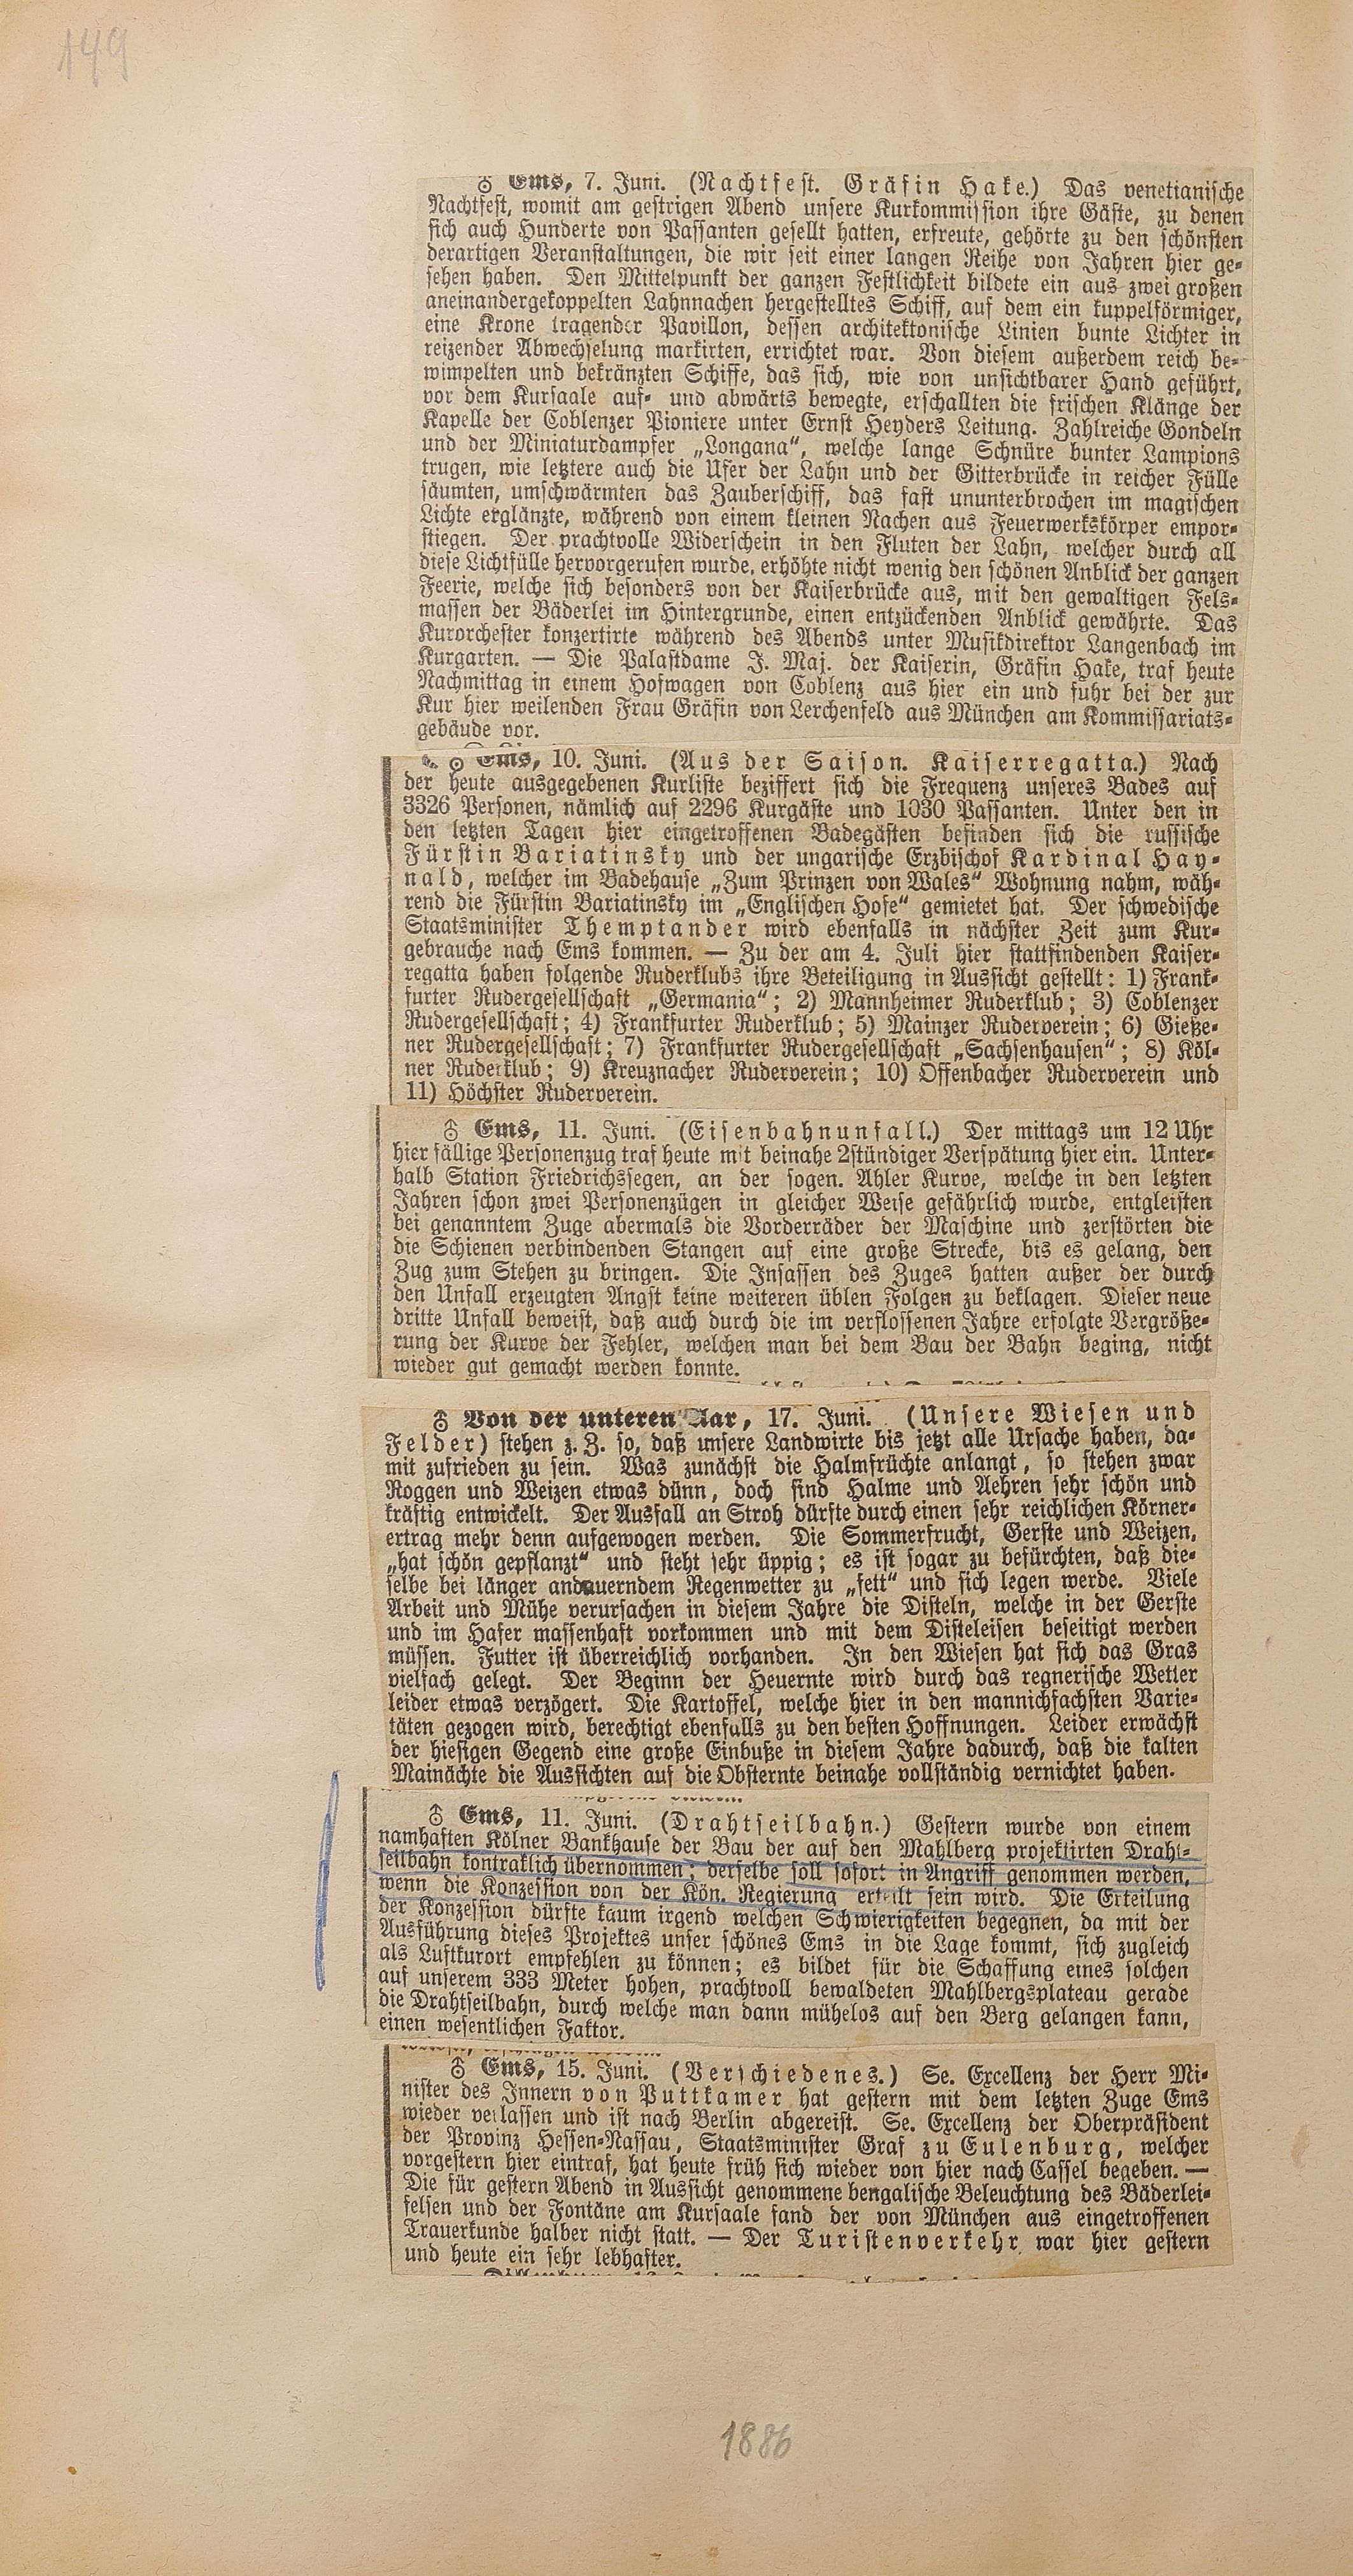 149
♁ Ems, 7. Juni. (Nachtfest. Gräfin Hake.) Das venetianische
Nachtfest, womit am gestrigen Abend unsere Kurkommission ihre Gäste, zu denen
sich auch Hunderte von Passanten gesellt hatten, erfreute, gehörte zu den schönsten
derartigen Veranstaltungen, die wir seit einer langen Reihe von Jahren hier ge-
sehen haben. Den Mittelpunkt der ganzen Festlichkeit bildete ein aus zwei großen
aneinandergekoppelten Lahnnachen hergestelltes Schiff, auf dem ein kuppelförmiger,
eine Krone tragender Pavillon, dessen architektonische Linien bunte Lichter in
reizender Abwechselung markirten, errichtet war. Von diesem außerdem reich be-
wimpelten und bekränzten Schiffe, das sich, wie von unsichtbarer Hand geführt,
vor dem Kursaale auf- und abwärts bewegte, erschallten die frischen Klänge der
Kapelle der Coblenzer Pioniere unter Ernst Heyders Leitung. Zahlreiche Gondeln
und der Miniaturdampfer „Longana“, welche lange Schnüre bunter Lampions
trugen, wie letztere auch die Ufer der Lahn und der Gitterbrücke in reicher Fülle
säumten, umschwärmten das Zauberschiff, das fast ununterbrochen im magischen
Lichte erglänzte, während von einem kleinen Nachen aus Feuerwerkskörper empor-
stiegen. Der prachtvolle Widerschein in den Fluten der Lahn, welcher durch all
diese Lichtfülle hervorgerufen wurde, erhöhte nicht wenig den schönen Anblick der ganzen
Feerie, welche sich besonders von der Kaiserbrücke aus, mit den gewaltigen Fels-
massen der Bäderlei im Hintergrunde, einen entzückenden Anblick gewährte. Das
Kurorchester konzertirte während des Abends unter Musikdirektor Langenbach im
Kurgarten. — Die Palastdame J. Maj. der Kaiserin, Gräfin Hake, traf heute
Nachmittag in einem Hofwagen von Coblenz aus hier ein und fuhr bei der zur
Kur hier weilenden Frau Gräfin von Lerchenfeld aus München am Kommissariats-
gebäude vor.
♁ Ems, 10. Juni. (Aus der Saison. Kaiserregatta.) Nach
der heute ausgegebenen Kurliste beziffert sich die Frequenz unseres Bades auf
3326 Personen, nämlich auf 2296 Kurgäste und 1030 Passanten. Unter den in
den letzten Tagen hier eingetroffenen Badegästen befinden sich die russische
Fürstin Bariatinsky und der ungarische Erzbischof Kardinal Hay-
nald, welcher im Badehause „Zum Prinzen von Wales“ Wohnung nahm, wäh-
rend die Fürstin Bariatinsky im „Englischen Hofe“ gemietet hat. Der schwedische
Staatsminister Themptander wird ebenfalls in nächster Zeit zum Kur-
gebrauche nach Ems kommen. — Zu der am 4. Juli hier stattfindenden Kaiser-
regatta haben folgende Ruderklubs ihre Beteiligung in Aussicht gestellt: 1) Frank-
furter Rudergesellschaft „Germania“; 2) Mannheimer Ruderklub; 3) Coblenzer
Rudergesellschaft; 4) Frankfurter Ruderklub; 5) Mainzer Ruderverein; 6) Gieße-
ner Rudergesellschaft; 7) Frankfurter Rudergesellschaft „Sachsenhausen“; 8) Köl-
ner Ruderklub; 9) Kreuznacher Ruderverein; 10) Offenbacher Ruderverein und
11) Höchster Ruderverein.
♁ Ems, 11. Juni. (Eisenbahnunfall.) Der mittags um 12 Uhr
hier fällige Personenzug traf heute mit beinahe 2stündiger Verspätung hier ein. Unter-
halb Station Friedrichssegen, an der sogen. Ahler Kurve, welche in den letzten
Jahren schon zwei Personenzügen in gleicher Weise gefährlich wurde, entgleisten
bei genanntem Zuge abermals die Vorderräder der Maschine und zerstörten die
die Schienen verbindenden Stangen auf eine große Strecke, bis es gelang, den
Zug zum Stehen zu bringen. Die Insassen des Zuges hatten außer der durch
den Unfall erzeugten Angst keine weiteren üblen Folgen zu beklagen. Dieser neue
dritte Unfall beweist, daß auch durch die im verflossenen Jahre erfolgte Vergröße-
rung der Kurve der Fehler, welchen man bei dem Bau der Bahn beging, nicht
wieder gut gemacht werden konnte.
♁ Von der unteren Aar, 17. Juni. (Unsere Wiesen und
Felder) stehen z. Z. so, daß unsere Landwirte bis jetzt alle Ursache haben, da-
mit zufrieden zu sein. Was zunächst die Halmfrüchte anlangt, so stehen zwar
Roggen und Weizen etwas dünn, doch sind Halme und Aehren sehr schön und
kräftig entwickelt. Der Ausfall an Stroh dürfte durch einen sehr reichlichen Körner-
ertrag mehr denn aufgewogen werden. Die Sommerfrucht, Gerste und Weizen,
„hat schön gepflanzt“ und steht sehr üppig; es ist sogar zu befürchten, daß die-
selbe bei länger andauerndem Regenwetter zu „fett“ und sich legen werde. Viele
Arbeit und Mühe verursachen in diesem Jahre die Disteln, welche in der Gerste
und im Hafer massenhaft vorkommen und mit dem Disteleisen beseitigt werden
müssen. Futter ist überreichlich vorhanden. In den Wiesen hat sich das Gras
vielfach gelegt. Der Beginn der Heuernte wird durch das regnerische Wetter
leider etwas verzögert. Die Kartoffel, welche hier in den mannichfachsten Varie-
täten gezogen wird, berechtigt ebenfalls zu den besten Hoffnungen. Leider erwächst
der hiesigen Gegend eine große Einbuße in diesem Jahre dadurch, daß die kalten
Mainächte die Aussichten auf die Obsternte beinahe vollständig vernichtet haben.
♁ Ems, 11. Juni. (Drahtseilbahn.) Gestern wurde von einem
namhaften Kölner Bankhause der Bau der auf den Mahlberg projektirten Draht-
seilbahn kontraktlich übernommen; derselbe soll sofort in Angriff genommen werden,
wenn die Konzession von der Kön. Regierung erteilt sein wird. Die Erteilung
der Konzession dürfte kaum irgend welchen Schwierigkeiten begegnen, da mit der
Ausführung dieses Projektes unser schönes Ems in die Lage kommt, sich zugleich
als Luftkurort empfehlen zu können; es bildet für die Schaffung eines solchen
auf unserem 333 Meter hohen, prachtvoll bewaldeten Mahlbergsplateau gerade
die Drahtseilbahn, durch welche man dann mühelos auf den Berg gelangen kann,
einen wesentlichen Faktor.
♁ Ems, 15. Juni. (Verschiedenes.) Se. Excellenz der Herr Mi-
nister des Innern von Puttkamer hat gestern mit dem letzten Zuge Ems
wieder verlassen und ist nach Berlin abgereist. Se. Excellenz der Oberpräsident
der Provinz Hessen-Nassau, Staatsminister Graf zu Eulenburg, welcher
vorgestern hier eintraf, hat heute früh sich wieder von hier nach Cassel begeben. —
Die für gestern Abend in Aussicht genommene bengalische Beleuchtung des Bäderlei-
felsen und der Fontäne am Kursaale fand der von München aus eingetroffenen
Trauerkunde halber nicht statt. — Der Turistenverkehr war hier gestern
und heute ein sehr lebhafter.
1886